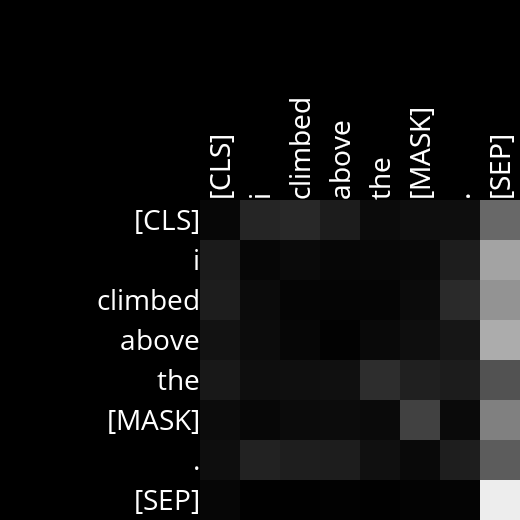 [CLS] i climbed above the [MASK] . [SEP]
[CLS]
i
climbed
above
the
[MASK]
.
[SEP]